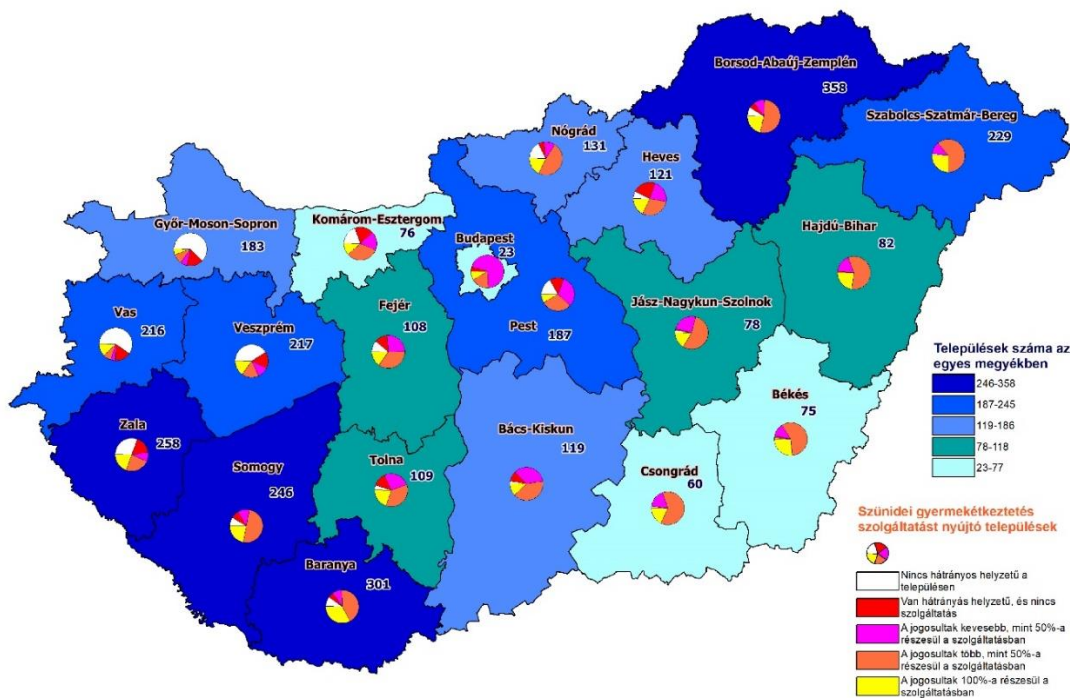 Borsod-Abaúj-Zemplén
358
Szabolcs-Szatmár-Bereg
229
Nógrád
131
Heves
121
Győr-Moson-Sopron
183
Komárom-Esztergom
76
Budapest
23
Hajdú-Bihar
82
Vas
216
Veszprém
217
Fejér
108
Pest
187
Jász-Nagykun-Szolnok
78
Zala
258
Somogy
246
Tolna
109
Bács-Kiskun
119
Békés
75
Csongrád
60
Baranya
301
Települések száma az
egyes megyékben
246-358
187-245
119-186
78-118
23-77
Szünidei gyermekétkeztetés
szolgáltatást nyújtó települések
Nincs hátrányos helyzetű a
településen
Van hátrányás helyzetű, és nincs
szolgáltatás
A jogosultak kevesebb, mint 50%-a
részesül a szolgáltatásban
A jogosultak több, mint 50%-a
részesül a szolgáltatásban
A jogosultak 100%-a részesül a
szolgáltatásban